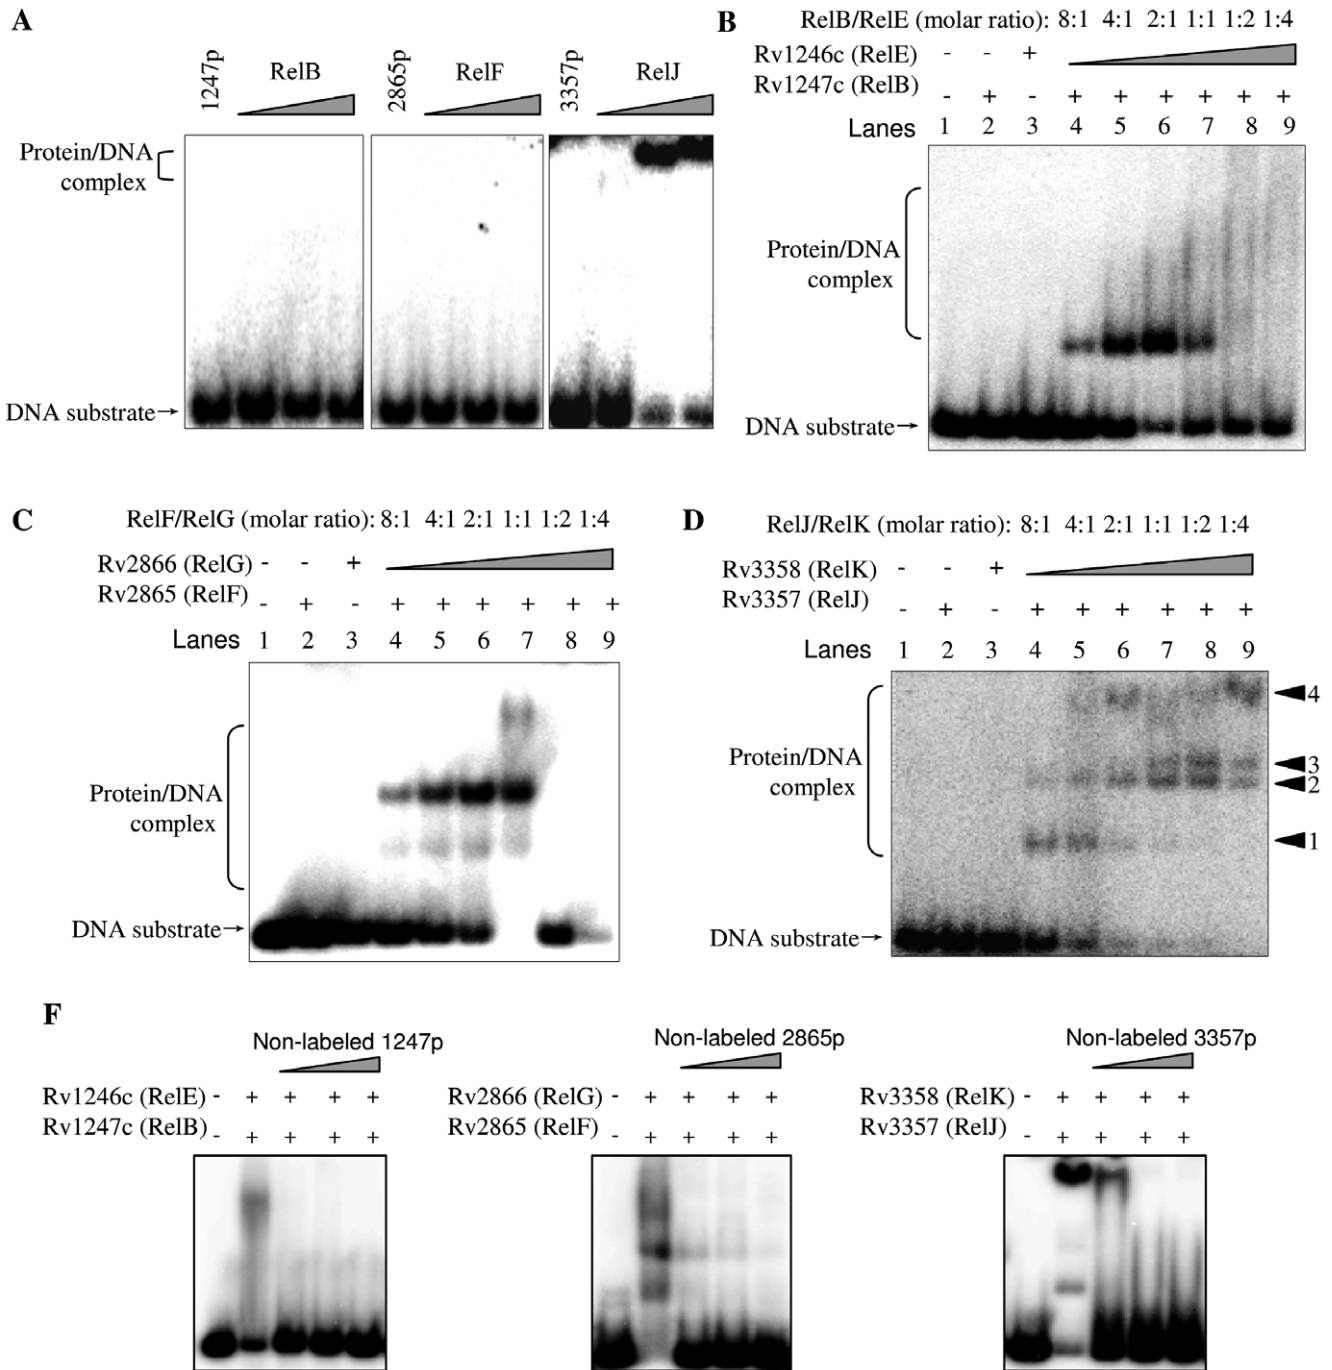 A
1247p RelB
2865p RelF
3357p RelJ
Protein/DNA
complex
DNA substrate→
B
RelB/RelE (molar ratio): 8:1 4:1 2:1 1:1 1:2 1:4
Rv1246c (RelE) - - +
Rv1247c (RelB) - + - + + + + + +
Lanes 1 2 3 4 5 6 7 8 9
Protein/DNA
complex
DNA substrate→
C
RelF/RelG (molar ratio): 8:1 4:1 2:1 1:1 1:2 1:4
Rv2866 (RelG) - - +
Rv2865 (RelF) - + - + + + + + +
Lanes 1 2 3 4 5 6 7 8 9
Protein/DNA
complex
DNA substrate→
D
RelJ/RelK (molar ratio): 8:1 4:1 2:1 1:1 1:2 1:4
Rv3358 (RelK) - - +
Rv3357 (RelJ) - + - + + + + + +
Lanes 1 2 3 4 5 6 7 8 9
4
Protein/DNA
complex
3
2
1
DNA substrate→
F
Non-labeled 1247p
Rv1246c (RelE) - + + + +
Rv1247c (RelB) - + + + +
Non-labeled 2865p
Rv2866 (RelG) - + + + +
Rv2865 (RelF) - + + + +
Non-labeled 3357p
Rv3358 (RelK) - + + + +
Rv3357 (RelJ) - + + + +